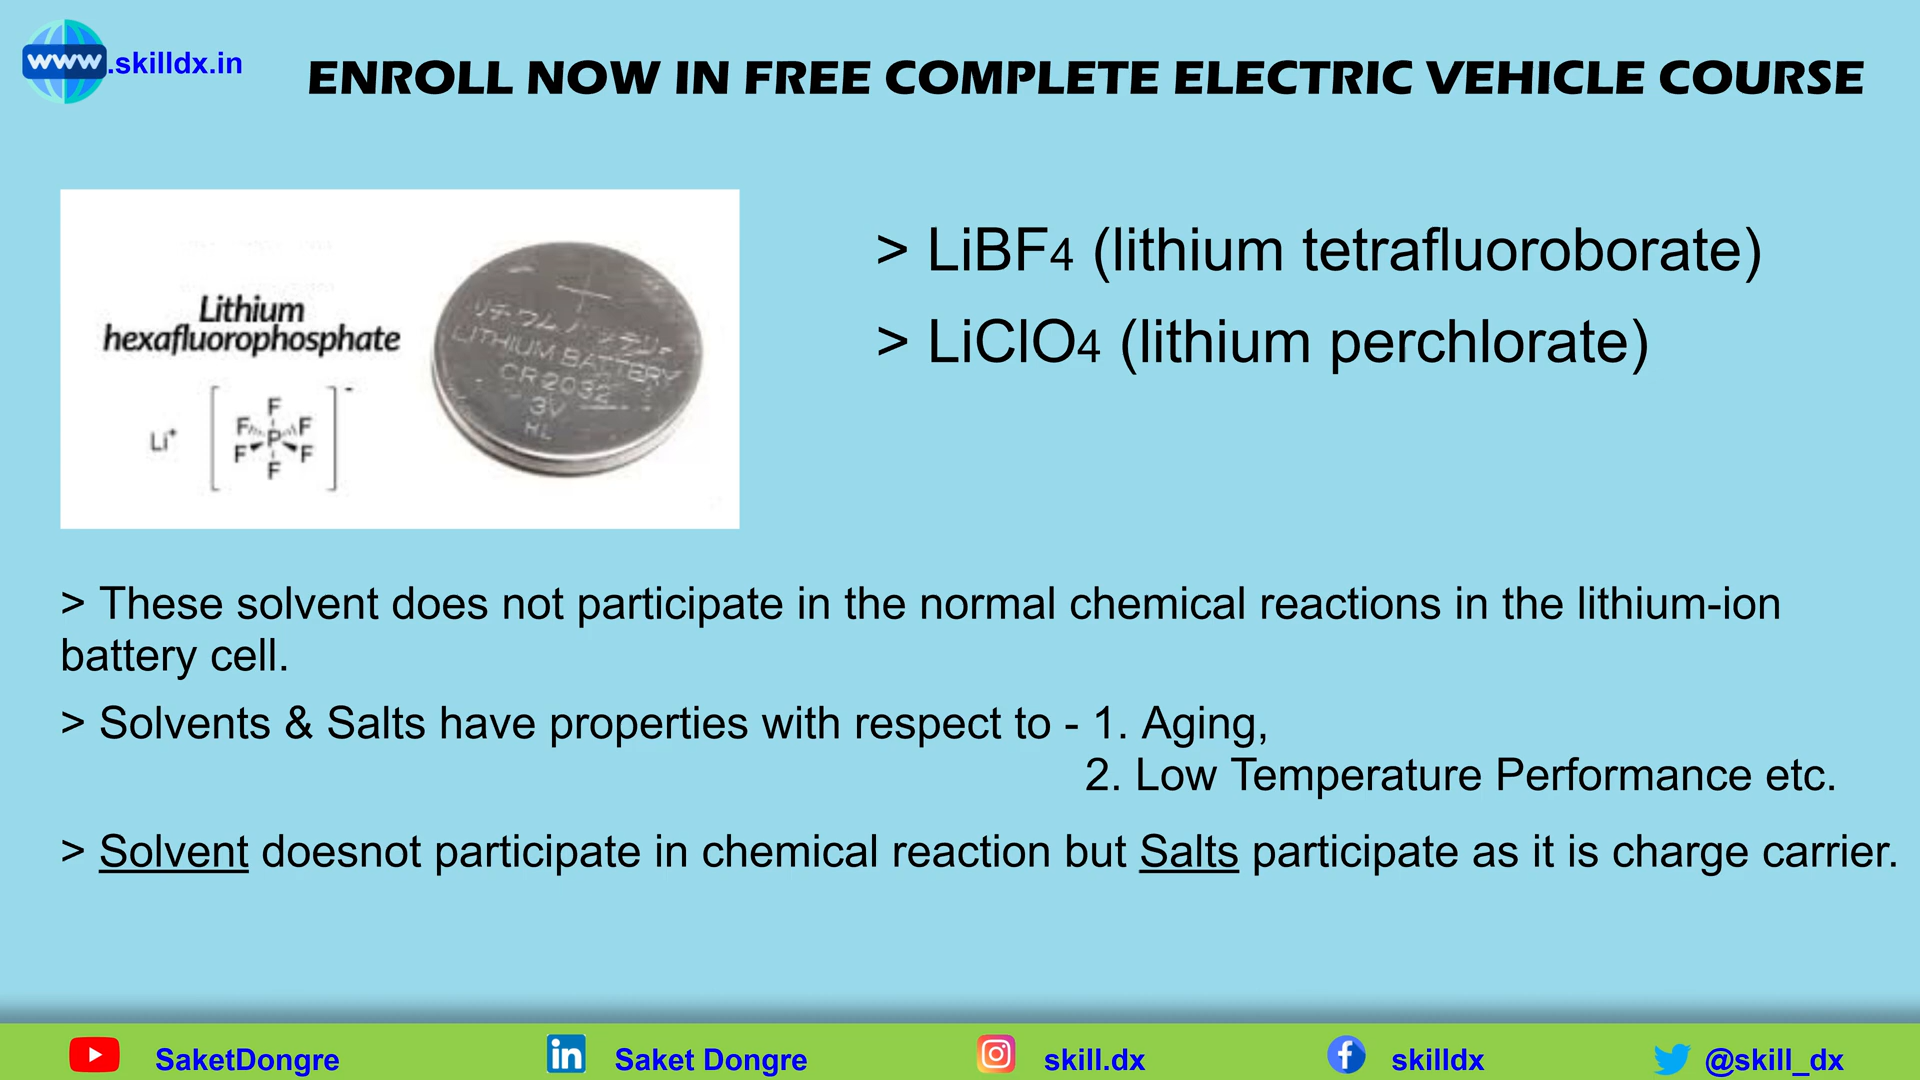 www.skilldx.in
ENROLL NOW IN FREE COMPLETE ELECTRIC VEHICLE COURSE
Lithium
hexafluorophosphate
Li+ [ F F F P F F F ] -
+
LITHIUM BATTERY
CR2032
3V
> LiBF4 (lithium tetrafluoroborate)
> LiClO4 (lithium perchlorate)
> These solvent does not participate in the normal chemical reactions in the lithium-ion
battery cell.
> Solvents & Salts have properties with respect to - 1. Aging,
2. Low Temperature Performance etc.
> Solvent doesnot participate in chemical reaction but Salts participate as it is charge carrier.
SaketDongre
in Saket Dongre
skill.dx
f skilldx
@skill_dx